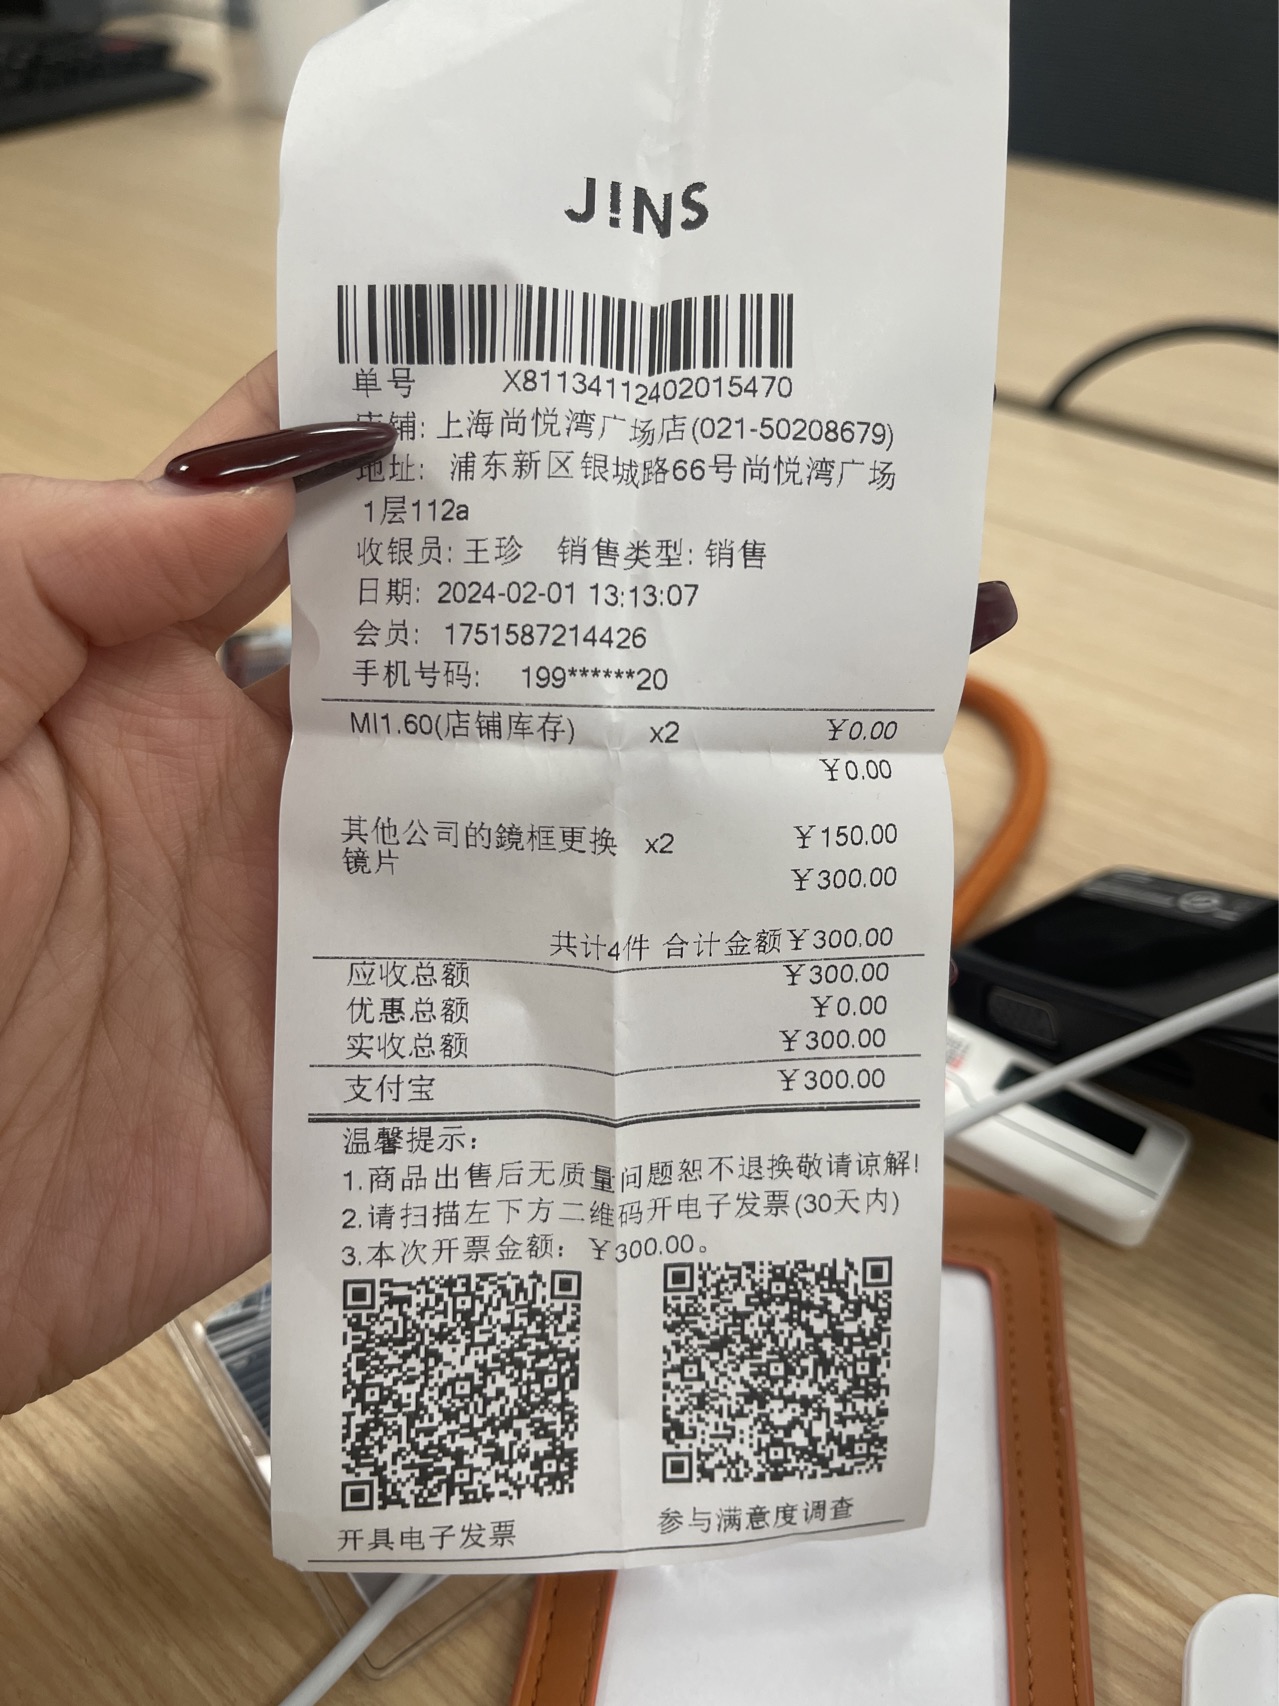 JINS
单号 X81134112402015470
店铺: 上海尚悦湾广场店(021-50208679)
地址: 浦东新区银城路66号尚悦湾广场
1层112a
收银员: 王珍 销售类型: 销售
日期: 2024-02-01 13:13:07
会员: 1751587214426
手机号码: 199******20
MI1.60(店铺库存) x2 ￥0.00
￥0.00
其他公司的鏡框更换 x2 ￥150.00
镜片
￥300.00
共计4件 合计金额￥300.00
应收总额 ￥300.00
优惠总额 ￥0.00
实收总额 ￥300.00
支付宝 ￥300.00
温馨提示:
1.商品出售后无质量问题恕不退换敬请谅解!
2.请扫描左下方二维码开电子发票(30天内)
3.本次开票金额: ￥300.00。
开具电子发票 参与满意度调查